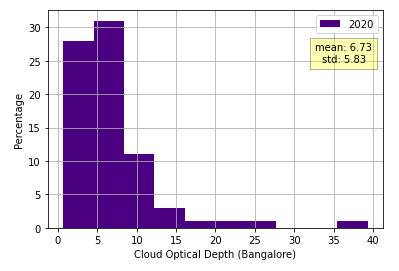 2020
mean: 6.73
std: 5.83
30
25
20
15
10
5
0
Percentage
0 5 10 15 20 25 30 35 40
Cloud Optical Depth (Bangalore)